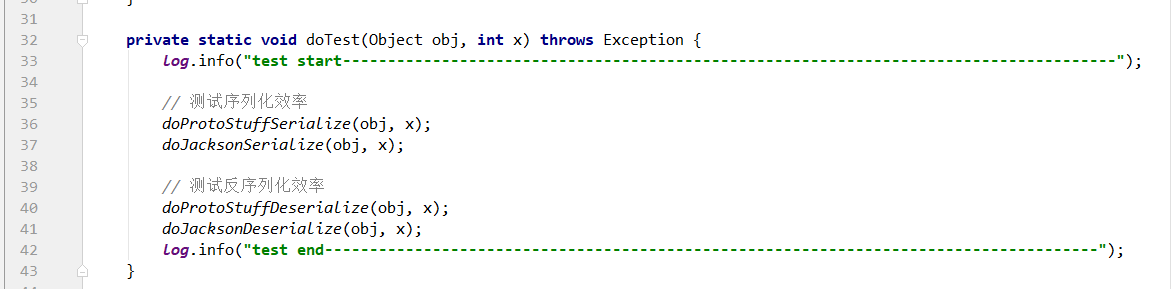 31
32 private static void doTest(Object obj, int x) throws Exception {
33 log.info("test start--------------------------------------------------------------------------------------");
34
35 // 测试序列化效率
36 doProtoStuffSerialize(obj, x);
37 doJacksonSerialize(obj, x);
38
39 // 测试反序列化效率
40 doProtoStuffDeserialize(obj, x);
41 doJacksonDeserialize(obj, x);
42 log.info("test end--------------------------------------------------------------------------------------");
43 }